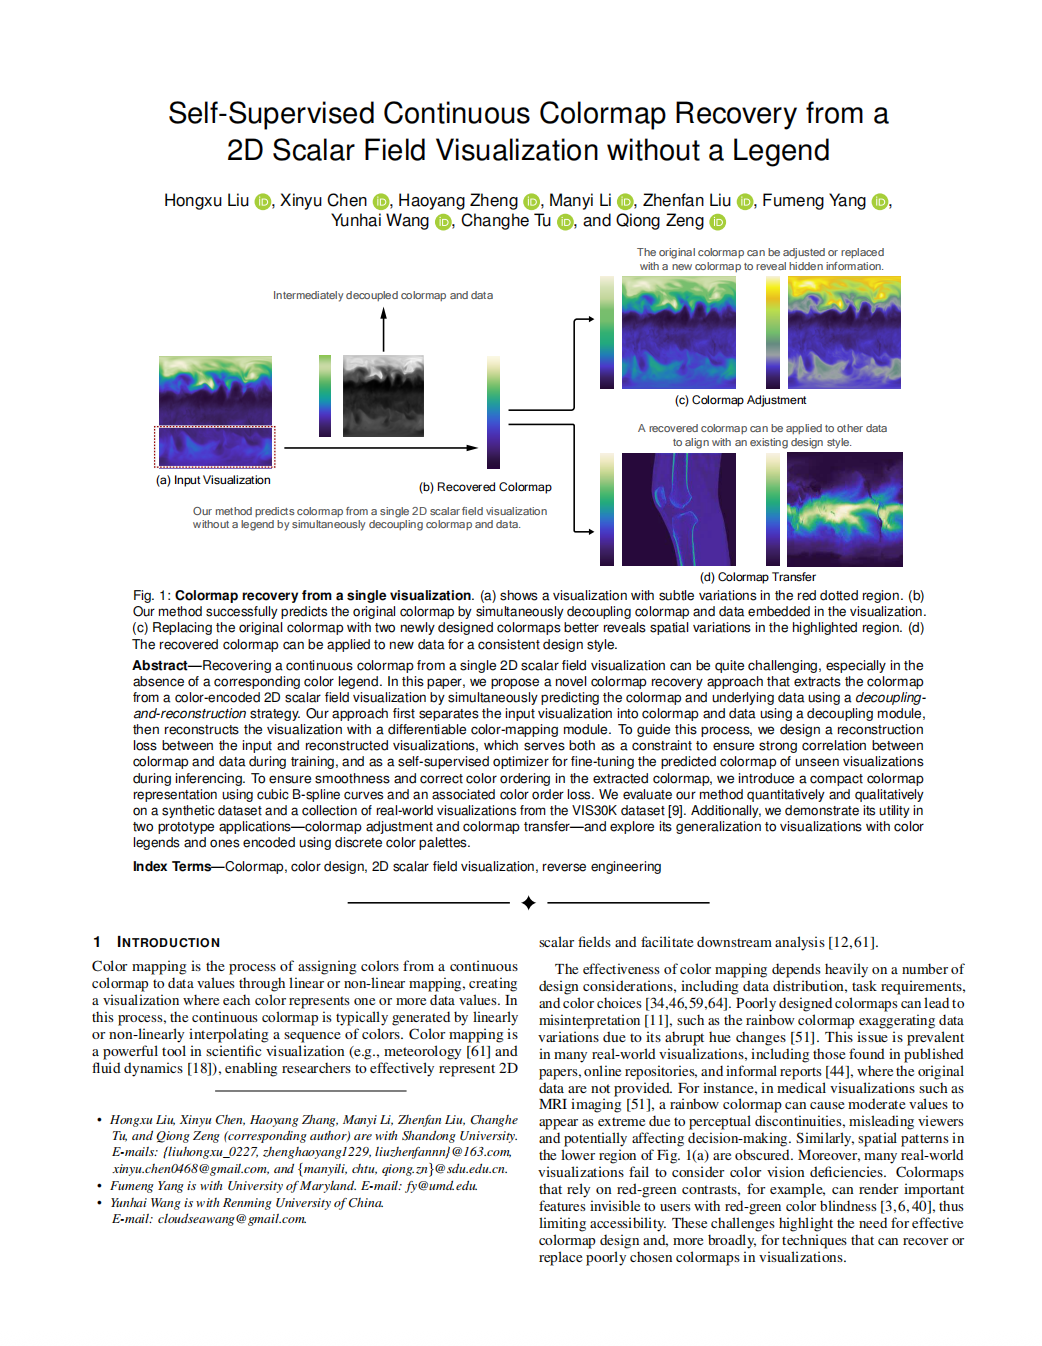 Self-Supervised Continuous Colormap Recovery from a
2D Scalar Field Visualization without a Legend
Hongxu Liu iD, Xinyu Chen iD, Haoyang Zheng iD, Manyi Li iD, Zhenfan Liu iD, Fumeng Yang iD,
Yunhai Wang iD, Changhe Tu iD, and Qiong Zeng iD
Intermediately decoupled colormap and data
(a) Input Visualization
(b) Recovered Colormap
Our method predicts colormap from a single 2D scalar field visualization
without a legend by simultaneously decoupling colormap and data.
The original colormap can be adjusted or replaced
with a new colormap to reveal hidden information.
(c) Colormap Adjustment
A recovered colormap can be applied to other data
to align with an existing design style.
(d) Colormap Transfer
Fig. 1: Colormap recovery from a single visualization. (a) shows a visualization with subtle variations in the red dotted region. (b)
Our method successfully predicts the original colormap by simultaneously decoupling colormap and data embedded in the visualization.
(c) Replacing the original colormap with two newly designed colormaps better reveals spatial variations in the highlighted region. (d)
The recovered colormap can be applied to new data for a consistent design style.
Abstract—Recovering a continuous colormap from a single 2D scalar field visualization can be quite challenging, especially in the
absence of a corresponding color legend. In this paper, we propose a novel colormap recovery approach that extracts the colormap
from a color-encoded 2D scalar field visualization by simultaneously predicting the colormap and underlying data using a decoupling-
and-reconstruction strategy. Our approach first separates the input visualization into colormap and data using a decoupling module,
then reconstructs the visualization with a differentiable color-mapping module. To guide this process, we design a reconstruction
loss between the input and reconstructed visualizations, which serves both as a constraint to ensure strong correlation between
colormap and data during training, and as a self-supervised optimizer for fine-tuning the predicted colormap of unseen visualizations
during inferencing. To ensure smoothness and correct color ordering in the extracted colormap, we introduce a compact colormap
representation using cubic B-spline curves and an associated color order loss. We evaluate our method quantitatively and qualitatively
on a synthetic dataset and a collection of real-world visualizations from the VIS30K dataset [9]. Additionally, we demonstrate its utility in
two prototype applications—colormap adjustment and colormap transfer—and explore its generalization to visualizations with color
legends and ones encoded using discrete color palettes.
Index Terms—Colormap, color design, 2D scalar field visualization, reverse engineering
1 INTRODUCTION
Color mapping is the process of assigning colors from a continuous
colormap to data values through linear or non-linear mapping, creating
a visualization where each color represents one or more data values. In
this process, the continuous colormap is typically generated by linearly
or non-linearly interpolating a sequence of colors. Color mapping is
a powerful tool in scientific visualization (e.g., meteorology [61] and
fluid dynamics [18]), enabling researchers to effectively represent 2D
• Hongxu Liu, Xinyu Chen, Haoyang Zhang, Manyi Li, Zhenfan Liu, Changhe
Tu, and Qiong Zeng (corresponding author) are with Shandong University.
E-mails: {liuhongxu_0227, zhenghaoyang1229, liuzhenfannn}@163.com,
xinyu.chen0468@gmail.com, and {manyili, chtu, qiong.zn}@sdu.edu.cn.
• Fumeng Yang is with University of Maryland. E-mail: fy@umd.edu.
• Yunhai Wang is with Renming University of China.
E-mail: cloudseawang@gmail.com.
scalar fields and facilitate downstream analysis [12,61].
The effectiveness of color mapping depends heavily on a number of
design considerations, including data distribution, task requirements,
and color choices [34,46,59,64]. Poorly designed colormaps can lead to
misinterpretation [11], such as the rainbow colormap exaggerating data
variations due to its abrupt hue changes [51]. This issue is prevalent
in many real-world visualizations, including those found in published
papers, online repositories, and informal reports [44], where the original
data are not provided. For instance, in medical visualizations such as
MRI imaging [51], a rainbow colormap can cause moderate values to
appear as extreme due to perceptual discontinuities, misleading viewers
and potentially affecting decision-making. Similarly, spatial patterns in
the lower region of Fig. 1(a) are obscured. Moreover, many real-world
visualizations fail to consider color vision deficiencies. Colormaps
that rely on red-green contrasts, for example, can render important
features invisible to users with red-green color blindness [3,6,40], thus
limiting accessibility. These challenges highlight the need for effective
colormap design and, more broadly, for techniques that can recover or
replace poorly chosen colormaps in visualizations.